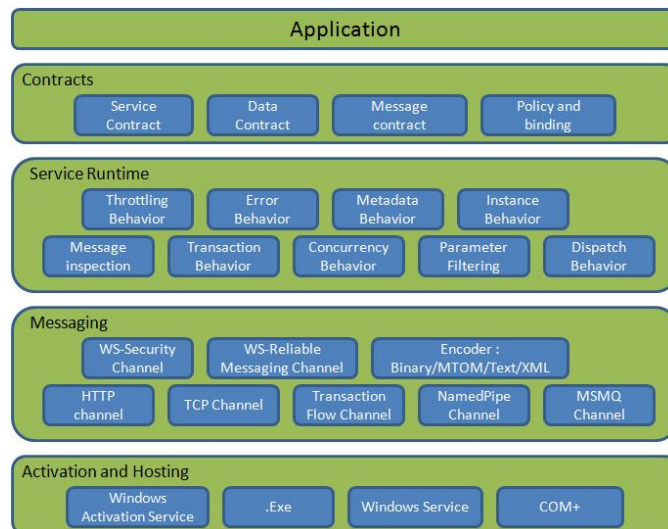 Application
Contracts
Service
Contract
Data
Contract
Message
contract
Policy and
binding
Service Runtime
Throttling
Behavior
Error
Behavior
Metadata
Behavior
Instance
Behavior
Message
inspection
Transaction
Behavior
Concurrency
Behavior
Parameter
Filtering
Dispatch
Behavior
Messaging
WS-Security
Channel
WS-Reliable
Messaging Channel
Encoder :
Binary/MTOM/Text/XML
HTTP
channel
TCP Channel
Transaction
Flow Channel
NamedPipe
Channel
MSMQ
Channel
Activation and Hosting
Windows
Activation Service
.Exe
Windows Service
COM+